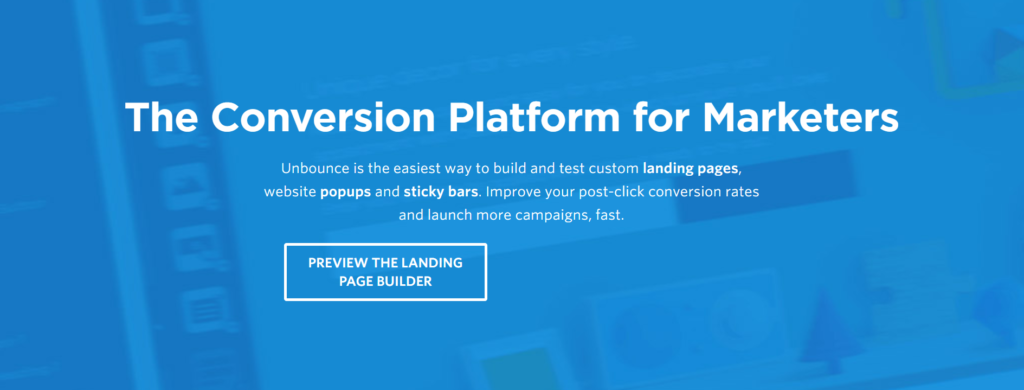 The Conversion Platform for Marketers
Unbounce is the easiest way to build and test custom landing pages,
website popups and sticky bars. Improve your post-click conversion rates
and launch more campaigns, fast.
PREVIEW THE LANDING
PAGE BUILDER